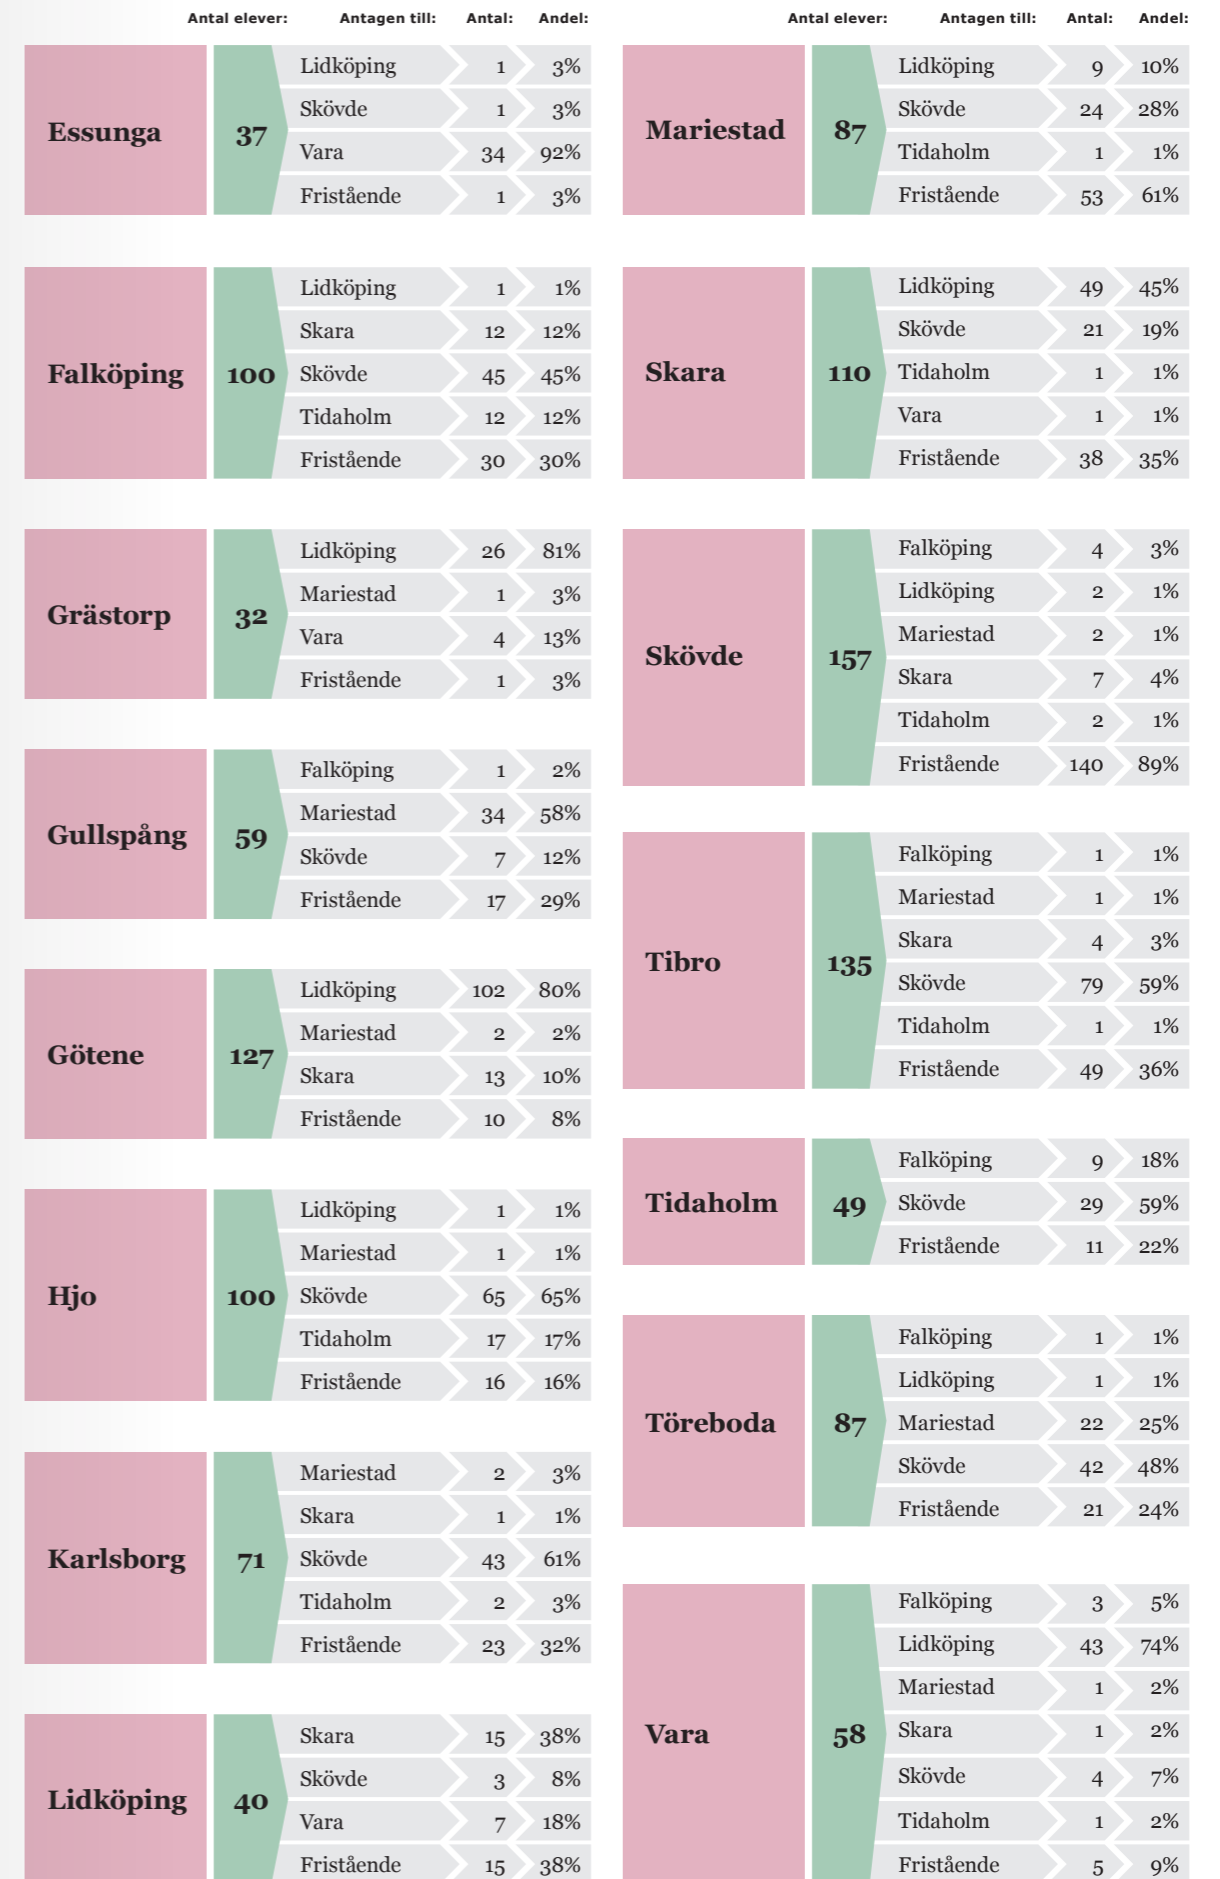 Antal elever: Antagen till: Antal: Andel:
Essunga 37
Lidköping 1 3%
Skövde 1 3%
Vara 34 92%
Fristående 1 3%
Falköping 100
Lidköping 1 1%
Skara 12 12%
Skövde 45 45%
Tidaholm 12 12%
Fristående 30 30%
Grästorp 32
Lidköping 26 81%
Mariestad 1 3%
Vara 4 13%
Fristående 1 3%
Gullspång 59
Falköping 1 2%
Mariestad 34 58%
Skövde 7 12%
Fristående 17 29%
Götene 127
Lidköping 102 80%
Mariestad 2 2%
Skara 13 10%
Fristående 10 8%
Hjo 100
Lidköping 1 1%
Mariestad 1 1%
Skövde 65 65%
Tidaholm 17 17%
Fristående 16 16%
Karlsborg 71
Mariestad 2 3%
Skara 1 1%
Skövde 43 61%
Tidaholm 2 3%
Fristående 23 32%
Lidköping 40
Skara 15 38%
Skövde 3 8%
Vara 7 18%
Fristående 15 38%
Antal elever: Antagen till: Antal: Andel:
Mariestad 87
Lidköping 9 10%
Skövde 24 28%
Tidaholm 1 1%
Fristående 53 61%
Skara 110
Lidköping 49 45%
Skövde 21 19%
Tidaholm 1 1%
Vara 1 1%
Fristående 38 35%
Skövde 157
Falköping 4 3%
Lidköping 2 1%
Mariestad 2 1%
Skara 7 4%
Tidaholm 2 1%
Fristående 140 89%
Tibro 135
Falköping 1 1%
Mariestad 1 1%
Skara 4 3%
Skövde 79 59%
Tidaholm 1 1%
Fristående 49 36%
Tidaholm 49
Falköping 9 18%
Skövde 29 59%
Fristående 11 22%
Töreboda 87
Falköping 1 1%
Lidköping 1 1%
Mariestad 22 25%
Skövde 42 48%
Fristående 21 24%
Vara 58
Falköping 3 5%
Lidköping 43 74%
Mariestad 1 2%
Skara 1 2%
Skövde 4 7%
Tidaholm 1 2%
Fristående 5 9%